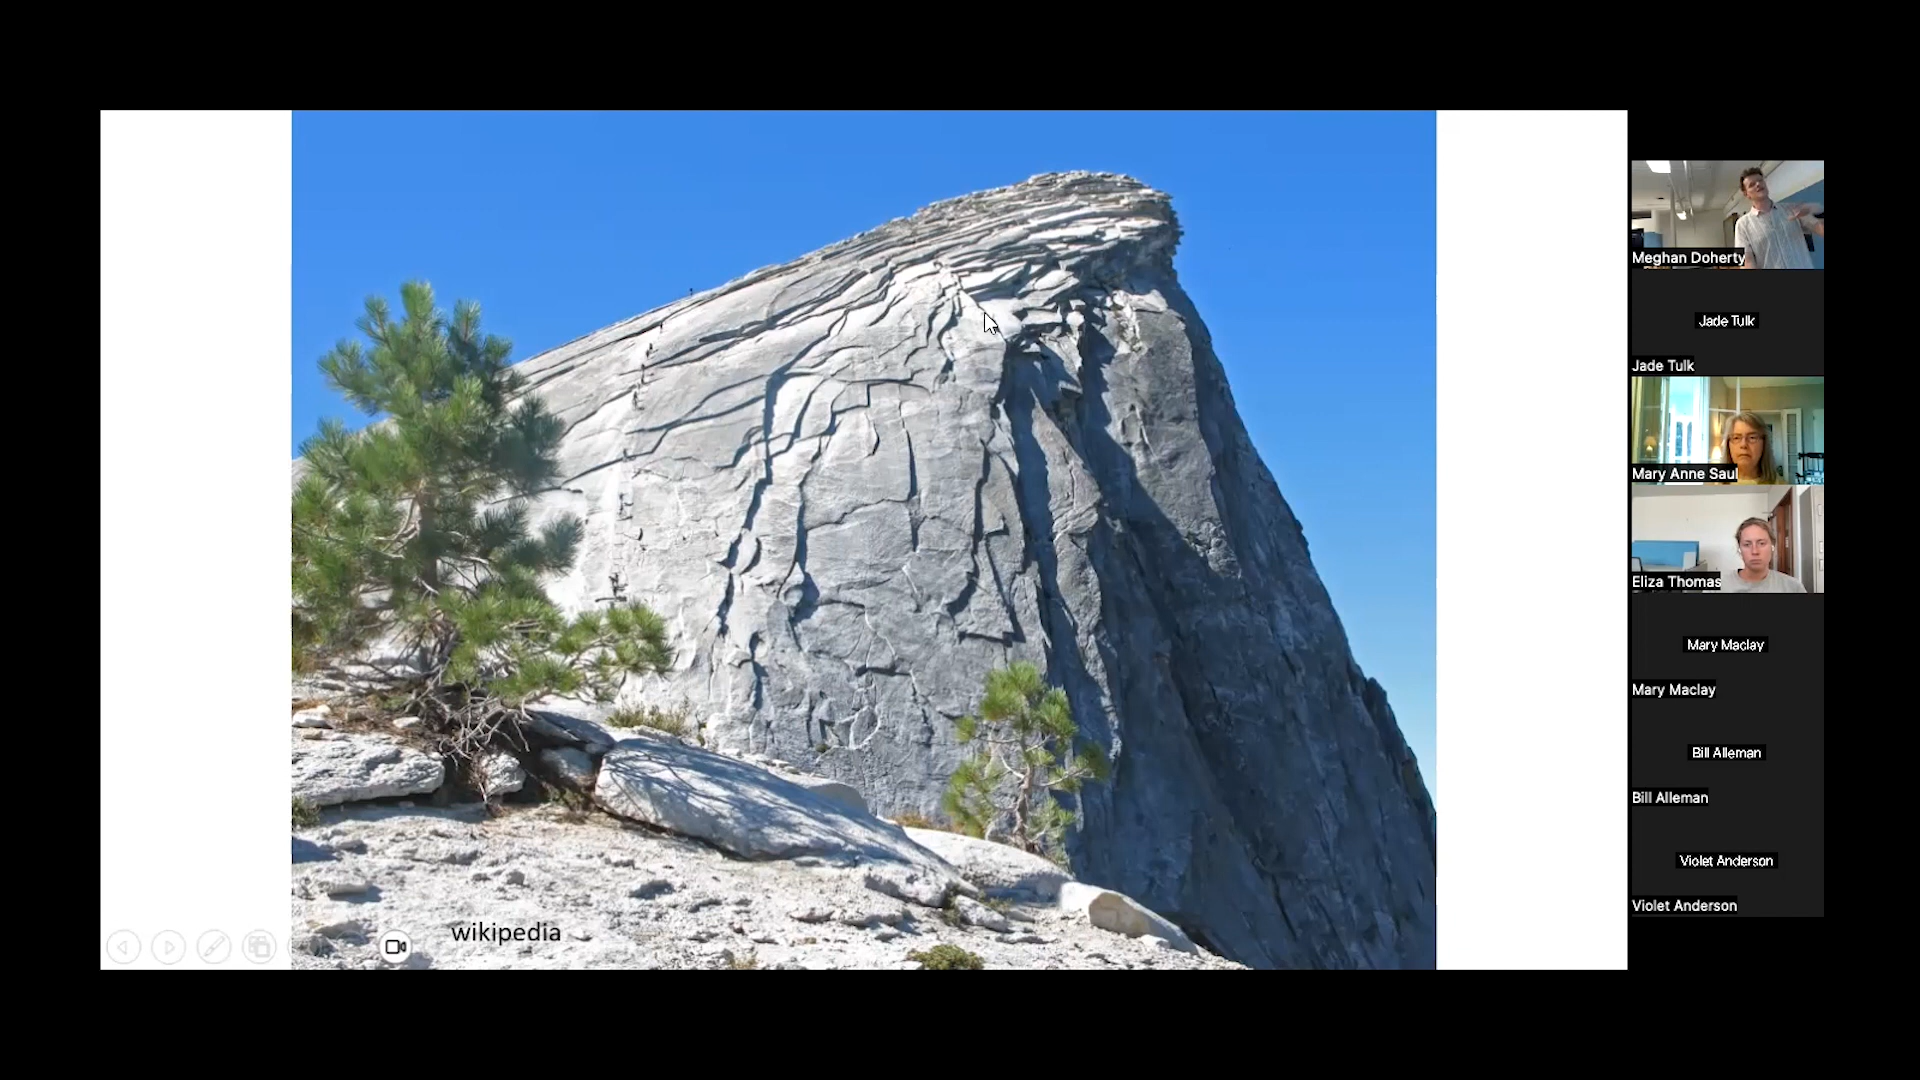 wikipedia
Meghan Doherty
Jade Tulk
Jade Tulk
Mary Anne Saul
Eliza Thomas
Mary Maclay
Mary Maclay
Bill Alleman
Bill Alleman
Violet Anderson
Violet Anderson